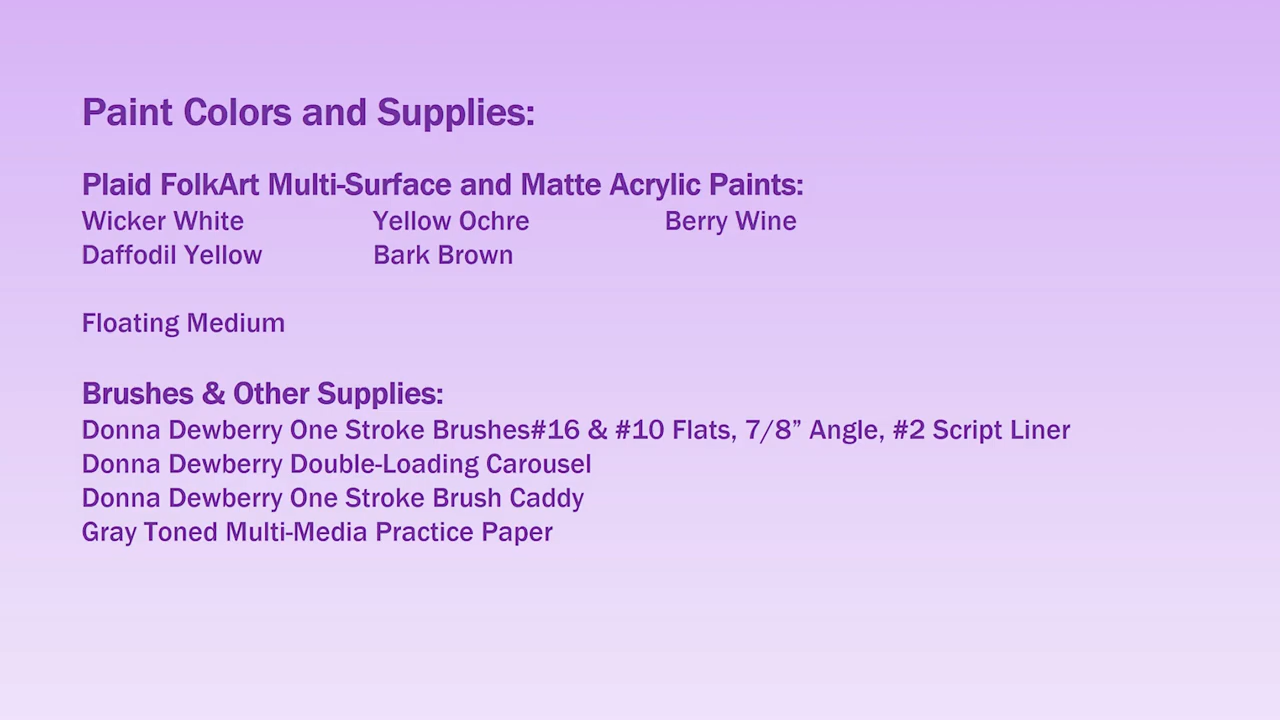 Paint Colors and Supplies:
Plaid FolkArt Multi-Surface and Matte Acrylic Paints:
Wicker White Yellow Ochre Berry Wine
Daffodil Yellow Bark Brown
Floating Medium
Brushes & Other Supplies:
Donna Dewberry One Stroke Brushes#16 & #10 Flats, 7/8” Angle, #2 Script Liner
Donna Dewberry Double-Loading Carousel
Donna Dewberry One Stroke Brush Caddy
Gray Toned Multi-Media Practice Paper